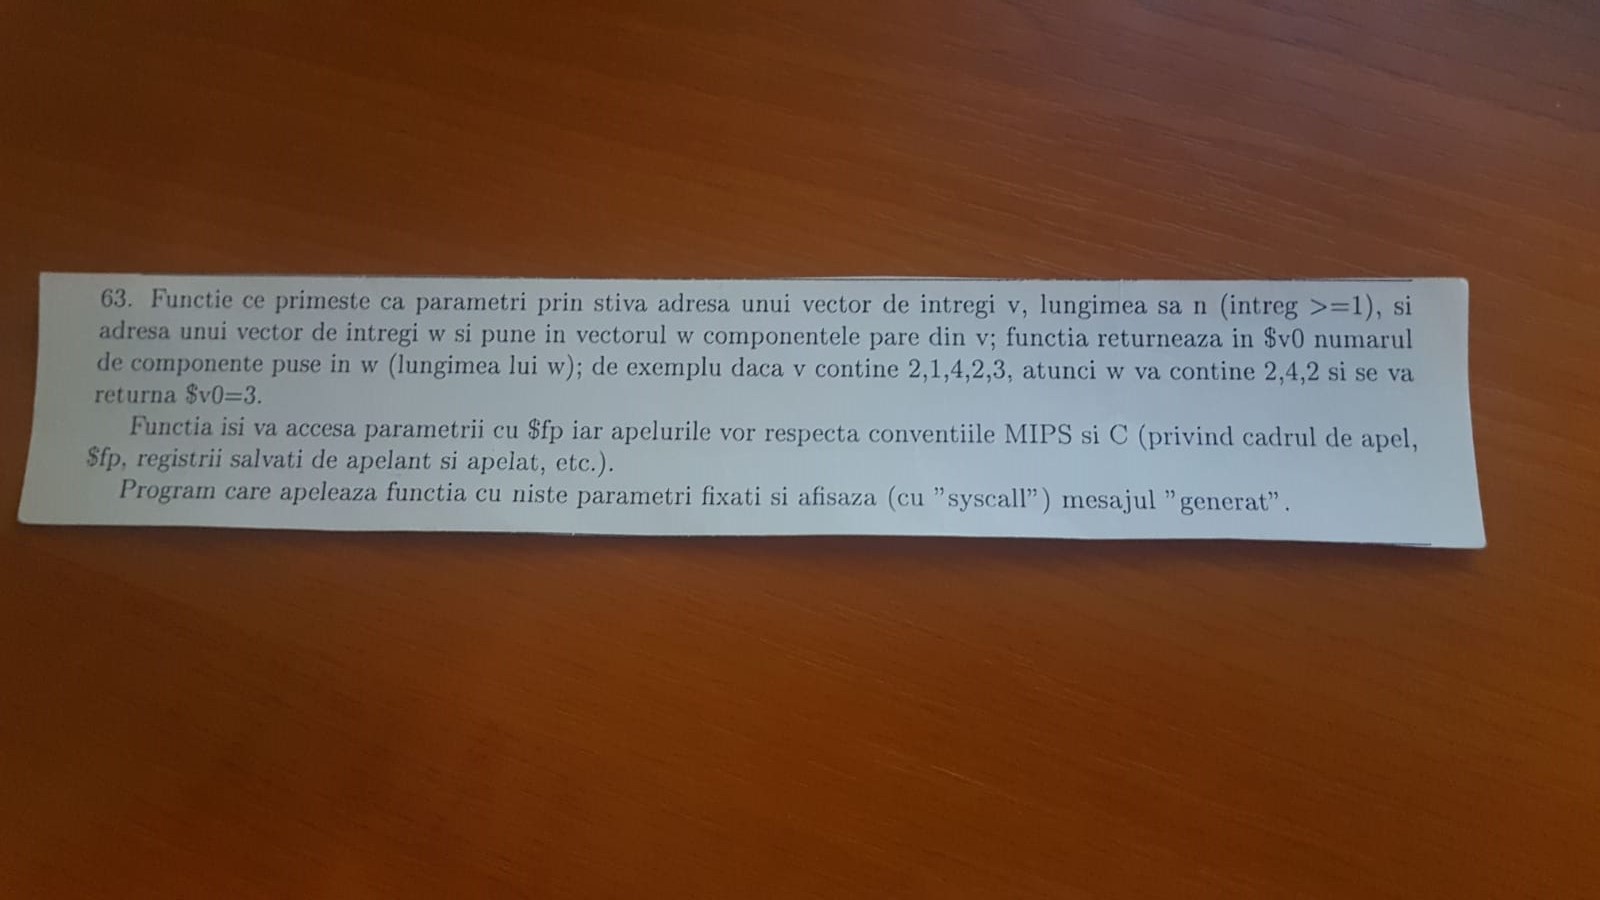 63. Functie ce primeste ca parametri prin stiva adresa unui vector de intregi v, lungimea sa n (intreg >=1), si
adresa unui vector de intregi w si pune in vectorul w componentele pare din v; functia returneaza in $v0 numarul
de componente puse in w (lungimea lui w); de exemplu daca v contine 2,1,4,2,3, atunci w va contine 2,4,2 si se va
returna $v0=3.
Functia isi va accesa parametrii cu $fp iar apelurile vor respecta conventiile MIPS si C (privind cadrul de apel,
$fp, registrii salvati de apelant si apelat, etc.).
Program care apeleaza functia cu niste parametri fixati si afisaza (cu "syscall") mesajul "generat".